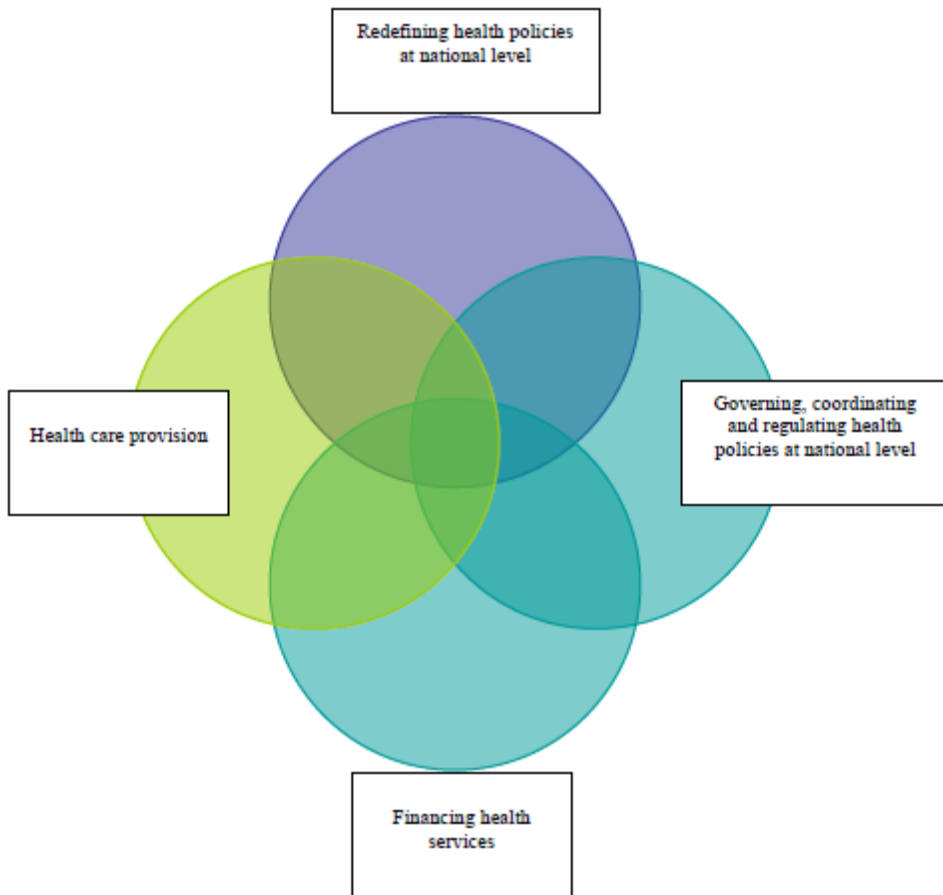 Redefining health policies
at national level
Health care provision
Governing, coordinating
and regulating health
policies at national level
Financing health
services